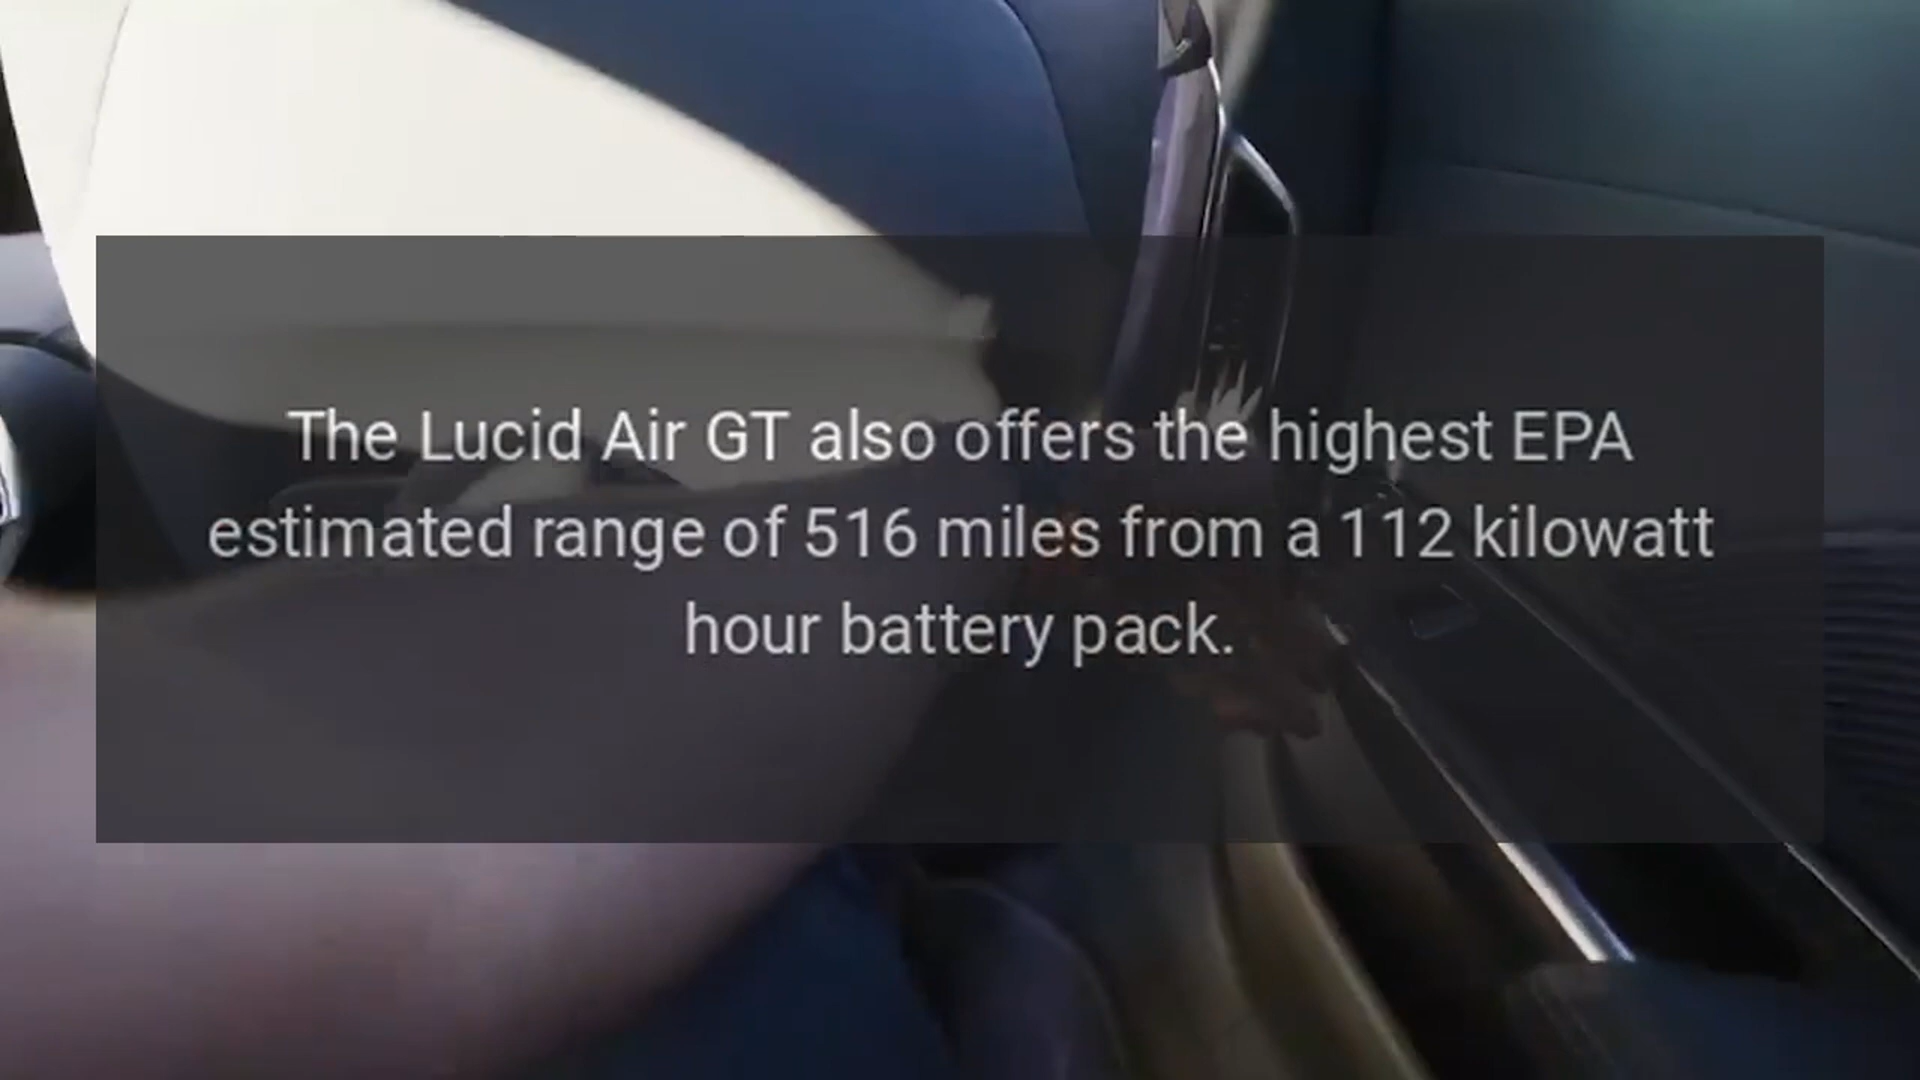 The Lucid Air GT also offers the highest EPA
estimated range of 516 miles from a 112 kilowatt
hour battery pack.